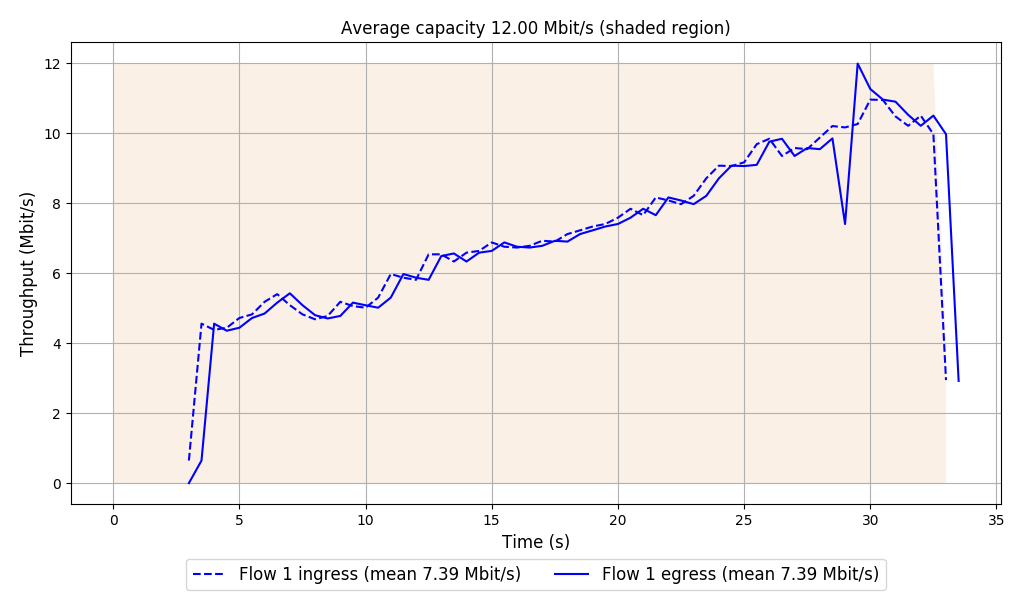 Average capacity 12.00 Mbit/s (shaded region)
Throughput (Mbit/s)
12
10
8
6
4
2
0
0 5 10 15 20 25 30 35
Time (s)
Flow 1 ingress (mean 7.39 Mbit/s) Flow 1 egress (mean 7.39 Mbit/s)